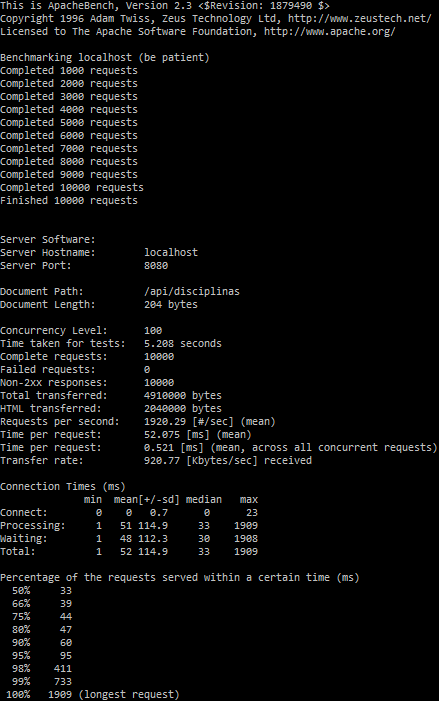 This is ApacheBench, Version 2.3 <$Revision: 1879490 $>
Copyright 1996 Adam Twiss, Zeus Technology Ltd, http://www.zeustech.net/
Licensed to The Apache Software Foundation, http://www.apache.org/

Benchmarking localhost (be patient)
Completed 1000 requests
Completed 2000 requests
Completed 3000 requests
Completed 4000 requests
Completed 5000 requests
Completed 6000 requests
Completed 7000 requests
Completed 8000 requests
Completed 9000 requests
Completed 10000 requests
Finished 10000 requests


Server Software:
Server Hostname:        localhost
Server Port:            8080

Document Path:          /api/disciplinas
Document Length:        204 bytes

Concurrency Level:      100
Time taken for tests:   5.208 seconds
Complete requests:      10000
Failed requests:        0
Non-2xx responses:      10000
Total transferred:      4910000 bytes
HTML transferred:       2040000 bytes
Requests per second:    1920.29 [#/sec] (mean)
Time per request:       52.075 [ms] (mean)
Time per request:       0.521 [ms] (mean, across all concurrent requests)
Transfer rate:          920.77 [Kbytes/sec] received

Connection Times (ms)
              min  mean[+/-sd] median   max
Connect:        0    0   0.7      0      23
Processing:     1   51 114.9     33    1909
Waiting:        1   48 112.3     30    1908
Total:          1   52 114.9     33    1909

Percentage of the requests served within a certain time (ms)
  50%     33
  66%     39
  75%     44
  80%     47
  90%     60
  95%     95
  98%    411
  99%    733
 100%   1909 (longest request)